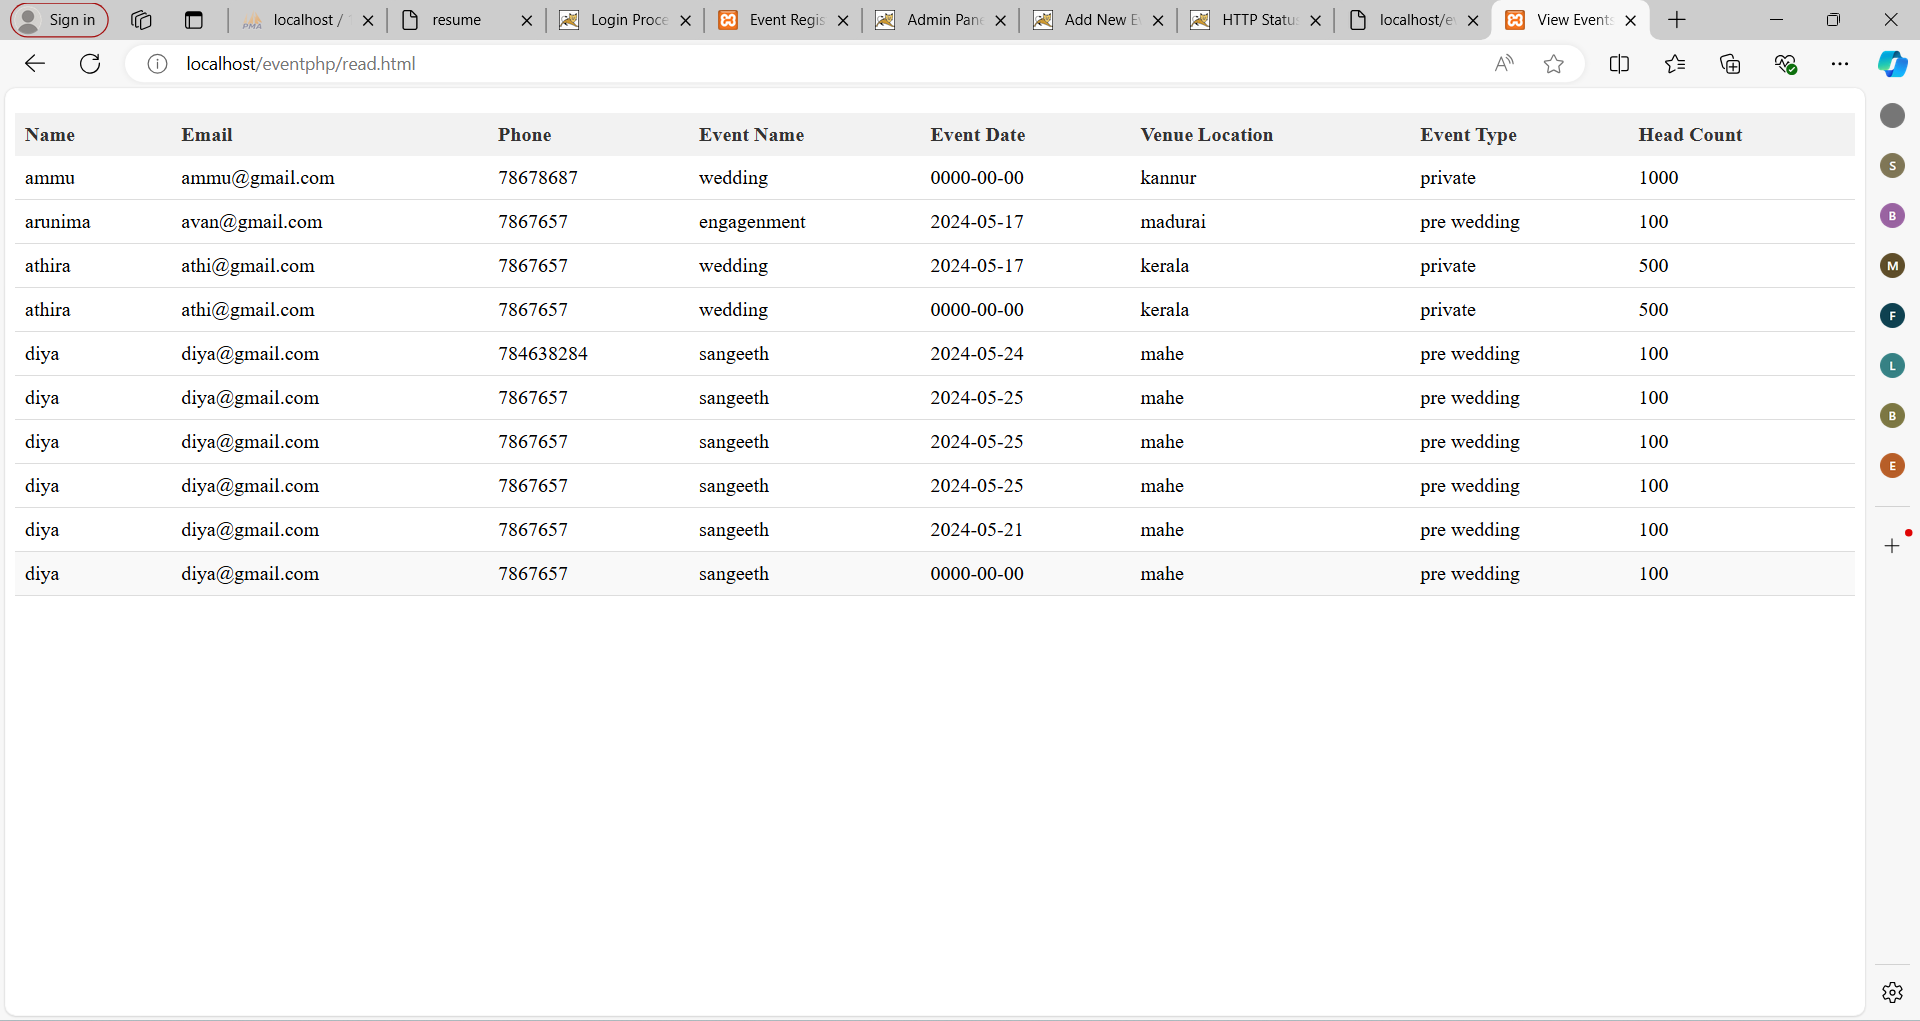 Sign in localhost / resume Login Proce Event Regis Admin Pane Add New E HTTP Status localhost/e View Events
localhost/eventphp/read.html
Name Email Phone Event Name Event Date Venue Location Event Type Head Count
ammu ammu@gmail.com 78678687 wedding 0000-00-00 kannur private 1000
arunima avan@gmail.com 7867657 engagenment 2024-05-17 madurai pre wedding 100
athira athi@gmail.com 7867657 wedding 2024-05-17 kerala private 500
athira athi@gmail.com 7867657 wedding 0000-00-00 kerala private 500
diya diya@gmail.com 784638284 sangeeth 2024-05-24 mahe pre wedding 100
diya diya@gmail.com 7867657 sangeeth 2024-05-25 mahe pre wedding 100
diya diya@gmail.com 7867657 sangeeth 2024-05-25 mahe pre wedding 100
diya diya@gmail.com 7867657 sangeeth 2024-05-25 mahe pre wedding 100
diya diya@gmail.com 7867657 sangeeth 2024-05-21 mahe pre wedding 100
diya diya@gmail.com 7867657 sangeeth 0000-00-00 mahe pre wedding 100
S
B
M
F
L
B
E